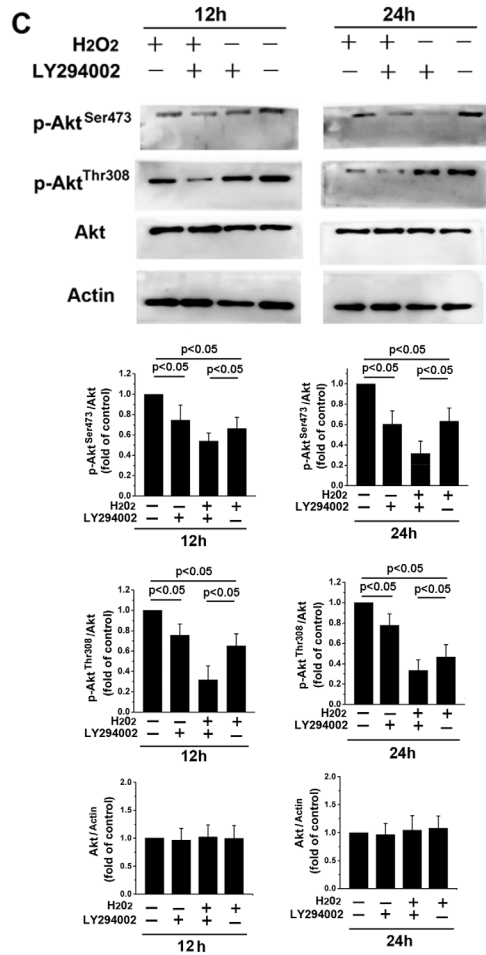 C
12h 24h
H2O2 + + − − + + − −
LY294002 − + + − − + + −
p-AktSer473
p-AktThr308
Akt
Actin
p<0.05 p<0.05
p<0.05 p<0.05 p<0.05 p<0.05
p-AktSer473/Akt
(fold of control)
1.0
0.8
0.6
0.4
0.2
0.0
H2O2 − − + +
LY294002 − + + −
12h
p-AktSer473/Akt
(fold of control)
1.0
0.8
0.6
0.4
0.2
0.0
H2O2 − − + +
LY294002 − + + −
24h
p<0.05 p<0.05
p<0.05 p<0.05 p<0.05 p<0.05
p-AktThr308/Akt
(fold of control)
1.0
0.8
0.6
0.4
0.2
0.0
H2O2 − − + +
LY294002 − + + −
12h
p-AktThr308/Akt
(fold of control)
1.0
0.8
0.6
0.4
0.2
0.0
H2O2 − − + +
LY294002 − + + −
24h
Akt/Actin
(fold of control)
2.0
1.5
1.0
0.5
0.0
H2O2 − − + +
LY294002 − + + −
12h
Akt/Actin
(fold of control)
2.0
1.5
1.0
0.5
0.0
H2O2 − − + +
LY294002 − + + −
24h